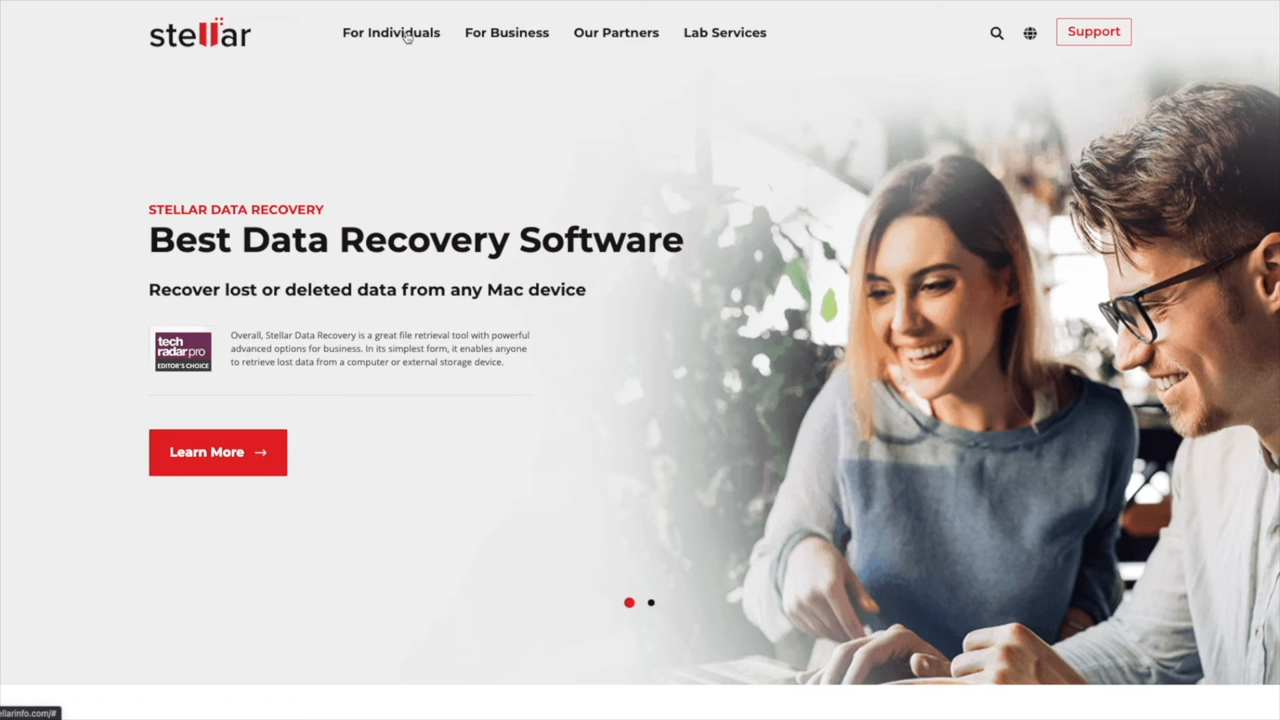 stellar
For Individuals
For Business
Our Partners
Lab Services
Support
STELLAR DATA RECOVERY
Best Data Recovery Software
Recover lost or deleted data from any Mac device
tech
radar pro
EDITOR'S CHOICE
Overall, Stellar Data Recovery is a great file retrieval tool with powerful
advanced options for business. In its simplest form, it enables anyone
to retrieve lost data from a computer or external storage device.
Learn More →
ellarinfo.com/#